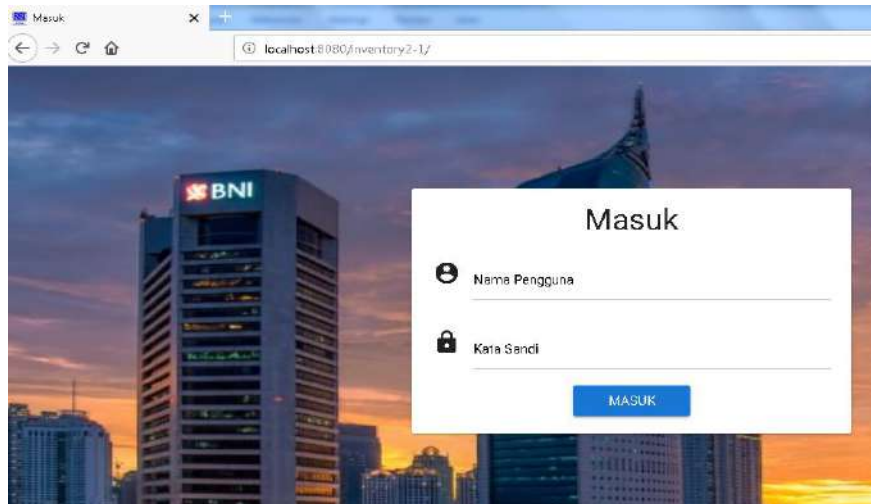 Masuk
localhost:8080/inventory2-1/
BNI
Masuk
Nama Pengguna
Kata Sandi
MASUK